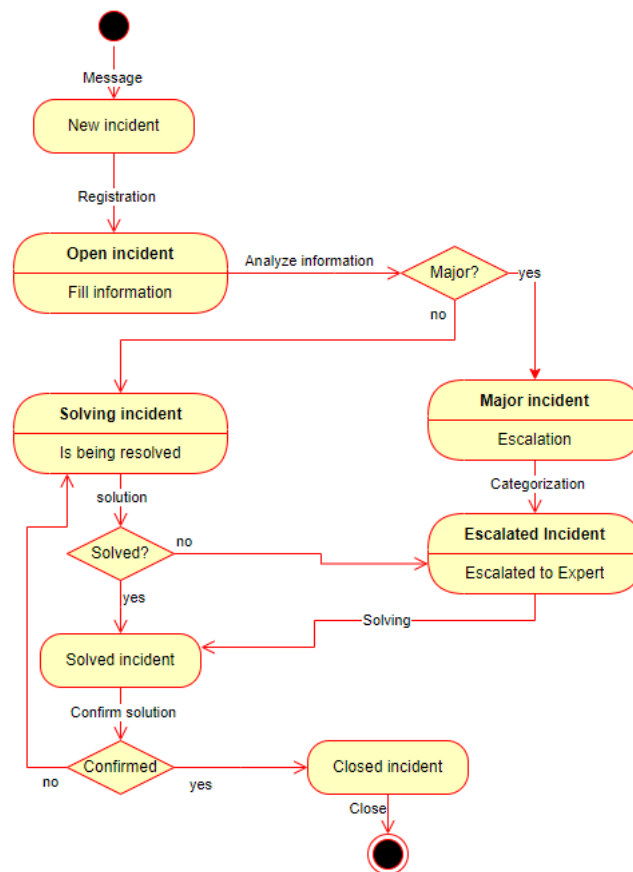 Message
New incident
Registration
Open incident
Fill information
Analyze information
Major?
yes
no
Solving incident
Is being resolved
Major incident
Escalation
solution
Categorization
Solved?
no
yes
Escalated Incident
Escalated to Expert
Solving
Solved incident
Confirm solution
Confirmed
no
yes
Closed incident
Close